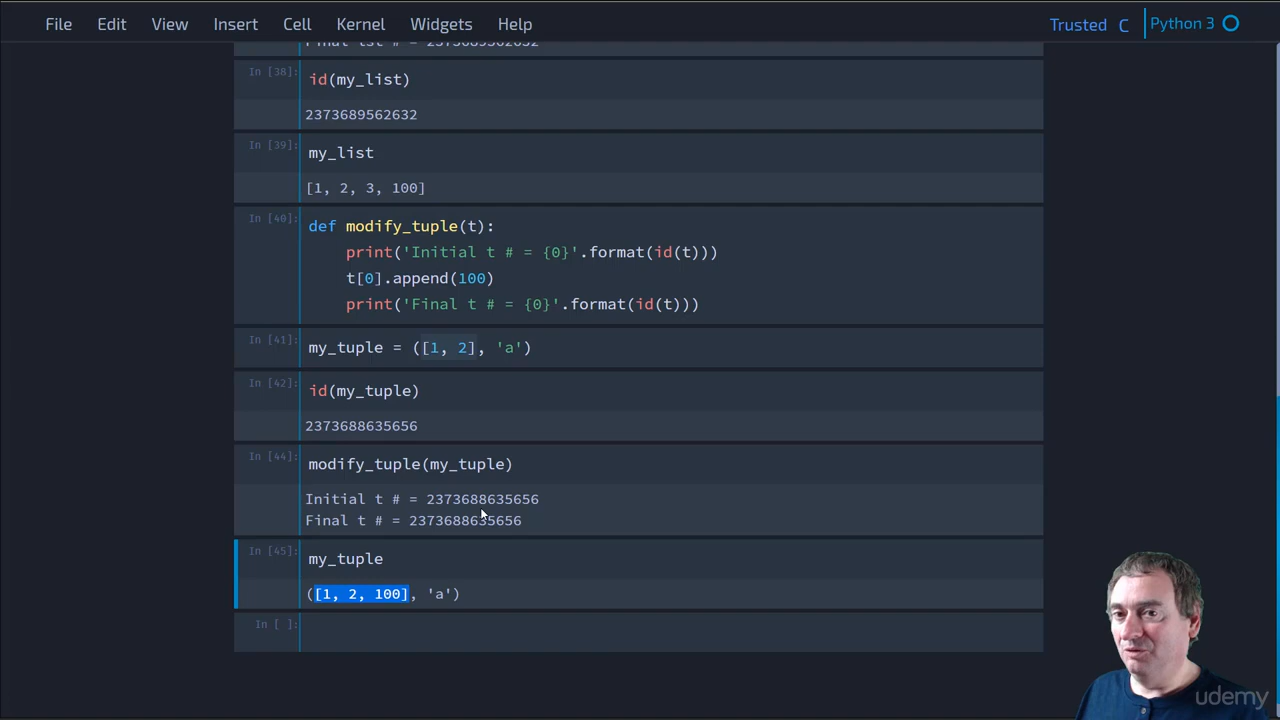 File Edit View Insert Cell Kernel Widgets Help Trusted C Python 3
Final lst # = 2373689562632
In [38]: id(my_list)
2373689562632
In [39]: my_list
[1, 2, 3, 100]
In [40]: def modify_tuple(t):
print('Initial t # = {0}'.format(id(t)))
t[0].append(100)
print('Final t # = {0}'.format(id(t)))
In [41]: my_tuple = ([1, 2], 'a')
In [42]: id(my_tuple)
2373688635656
In [44]: modify_tuple(my_tuple)
Initial t # = 2373688635656
Final t # = 2373688635656
In [45]: my_tuple
([1, 2, 100], 'a')
In [ ]:
udemy